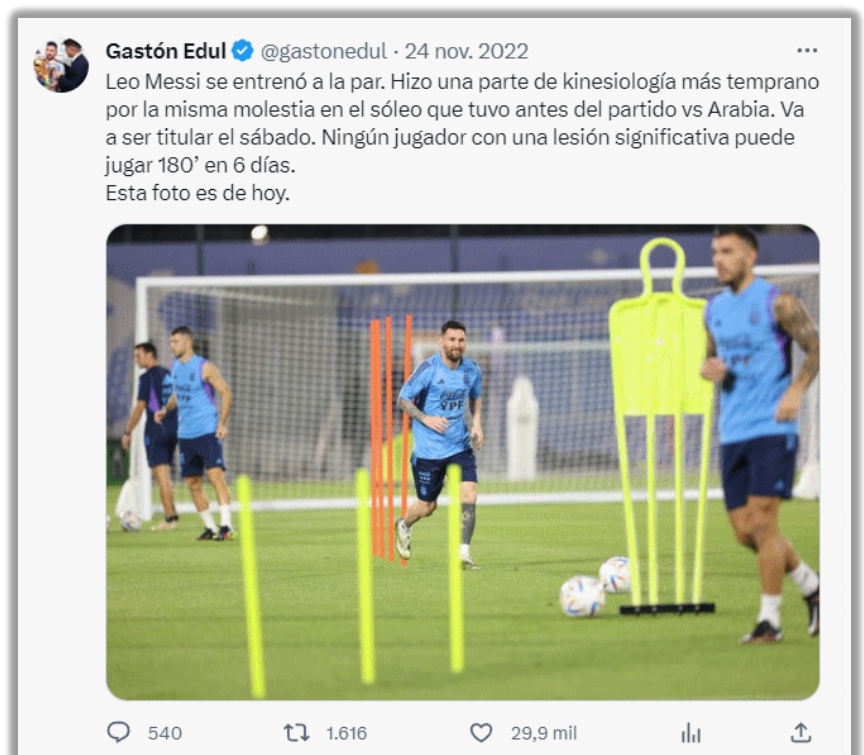 Gastón Edul @gastonedul · 24 nov. 2022
Leo Messi se entrenó a la par. Hizo una parte de kinesiología más temprano
por la misma molestia en el sóleo que tuvo antes del partido vs Arabia. Va
a ser titular el sábado. Ningún jugador con una lesión significativa puede
jugar 180’ en 6 días.
Esta foto es de hoy.
YPF
540 1.616 29,9 mil